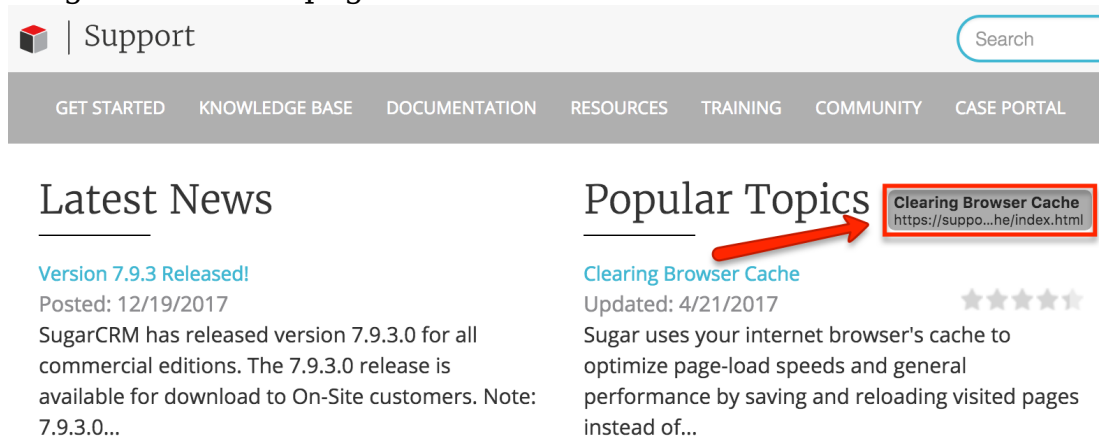 Support
Search
GET STARTED KNOWLEDGE BASE DOCUMENTATION RESOURCES TRAINING COMMUNITY CASE PORTAL
Latest News
Version 7.9.3 Released!
Posted: 12/19/2017
SugarCRM has released version 7.9.3.0 for all
commercial editions. The 7.9.3.0 release is
available for download to On-Site customers. Note:
7.9.3.0...
Popular Topics
Clearing Browser Cache
https://suppo...he/index.html
Clearing Browser Cache
Updated: 4/21/2017
Sugar uses your internet browser's cache to
optimize page-load speeds and general
performance by saving and reloading visited pages
instead of...